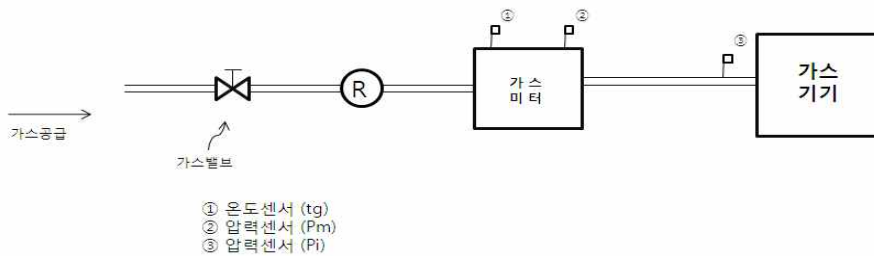 ① ②
③
가 스
미 터
가스
기기
R
가스공급
가스밸브
① 온도센서 (tg)
② 압력센서 (Pm)
③ 압력센서 (Pi)